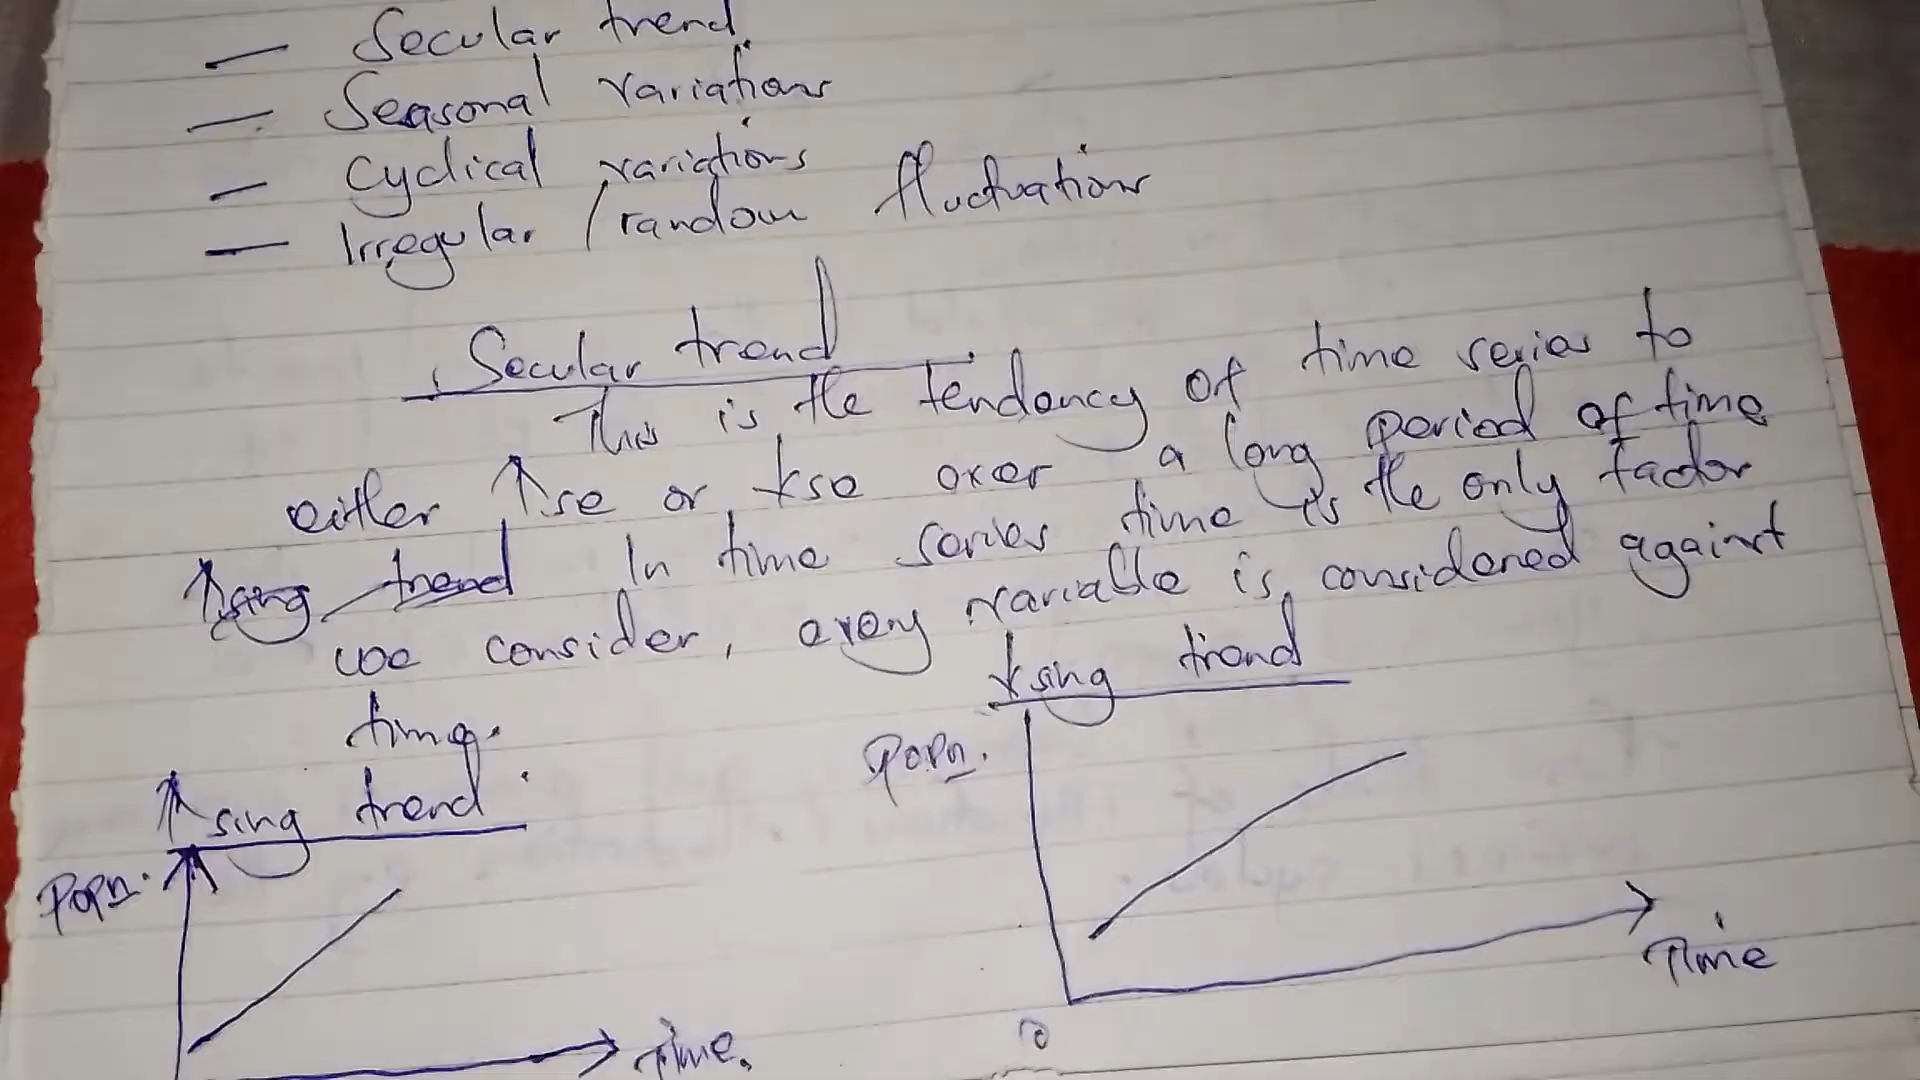 — Secular trend
— Seasonal variations
— Cyclical variations
— Irregular / random fluctuations
Secular trend
This is the tendency of time series to
either ↑se or ↓se over a long period of time
↑sing trend In time series time is the only factor
we consider, every variable is considered against
time.
↑sing trend
↓sing trend
Popn.
Time.
Popn.
Time
0